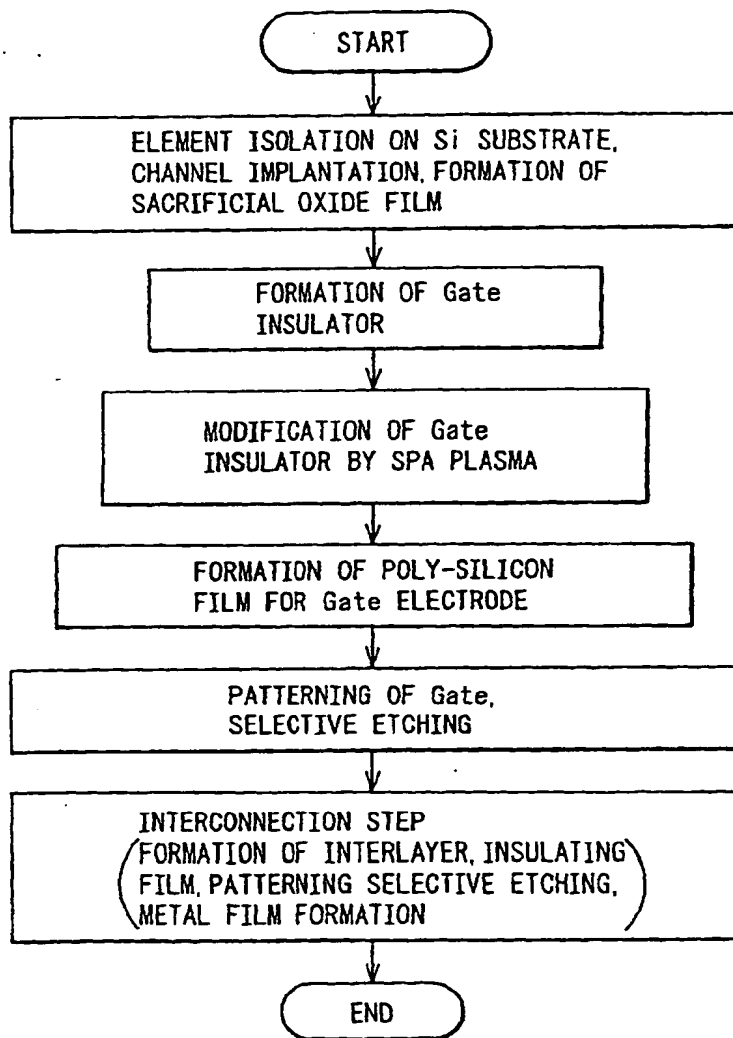 START
ELEMENT ISOLATION ON Si SUBSTRATE,
CHANNEL IMPLANTATION, FORMATION OF
SACRIFICIAL OXIDE FILM
FORMATION OF Gate
INSULATOR
MODIFICATION OF Gate
INSULATOR BY SPA PLASMA
FORMATION OF POLY-SILICON
FILM FOR Gate ELECTRODE
PATTERNING OF Gate,
SELECTIVE ETCHING
INTERCONNECTION STEP
(FORMATION OF INTERLAYER, INSULATING
FILM, PATTERNING SELECTIVE ETCHING,
METAL FILM FORMATION)
END